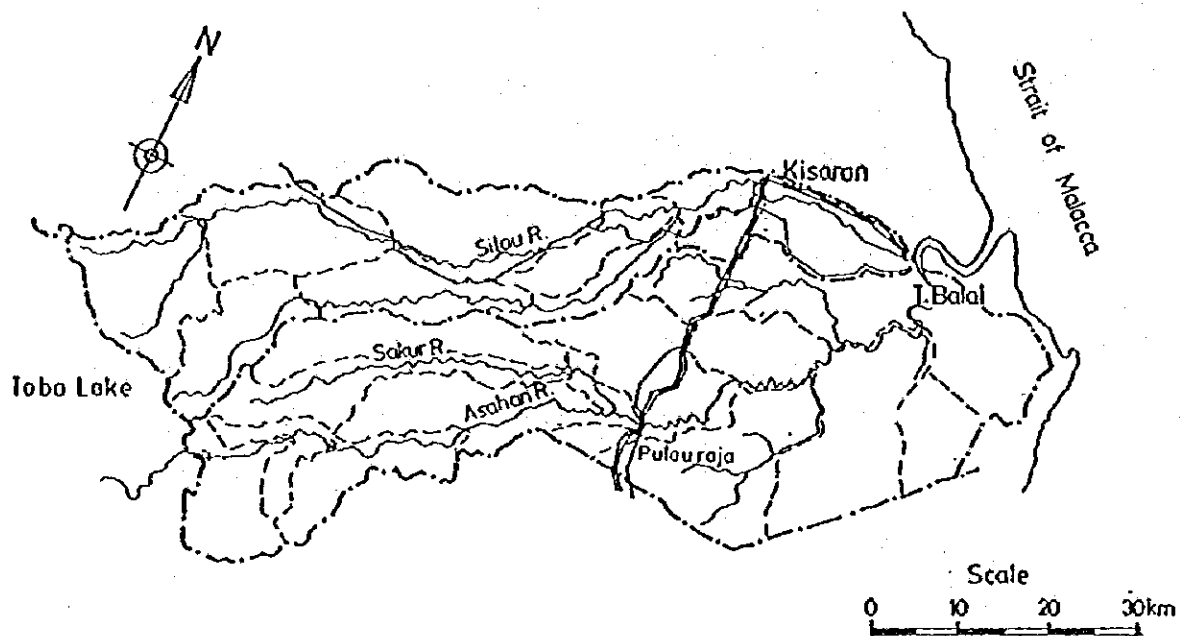 N
Strait of Malacca
Kisaran
Silau R.
T.Balai
Sakur R.
Toba Lake
Asahan R.
Pulauraja
Scale
0 10 20 30km